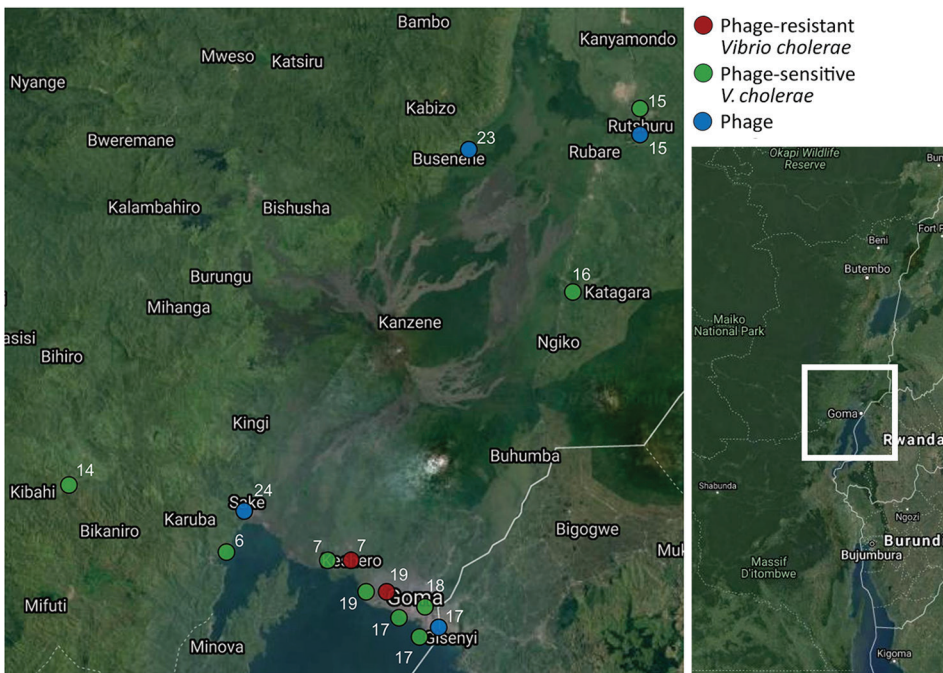 Bambo
Kanyamondo
Mweso
Katsiru
Nyange
Kabizo
15
Rutshuru
15
Bweremane
23
Busenene
Rubare
Kalambahiro
Bishusha
Burungu
16
Katagara
Mihanga
Kanzene
asisi
Bihiro
Ngiko
Kingi
Buhumba
14
Kibahi
24
Sake
Karuba
Bikaniro
Bigogwe
6
7
7
Muk
19
18
Goma
19
17
17
Gisenyi
17
Mifuti
Minova
Phage-resistant
Vibrio cholerae
Phage-sensitive
V. cholerae
Phage
Okapi Wildlife
Reserve
Bun
Beni
Fort P
Butembo
Maiko
National Park
Goma
Rwanda
Shabunda
Ngozi
Burundi
Bujumbura
Massif
D'itombwe
Kigoma